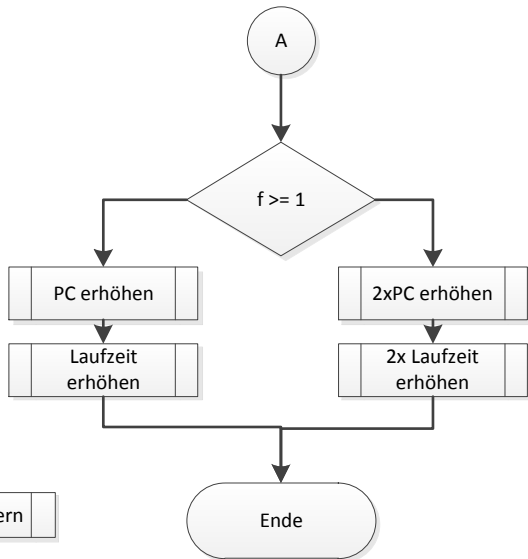 A
f >= 1
PC erhöhen
2xPC erhöhen
Laufzeit
erhöhen
2x Laufzeit
erhöhen
Ende